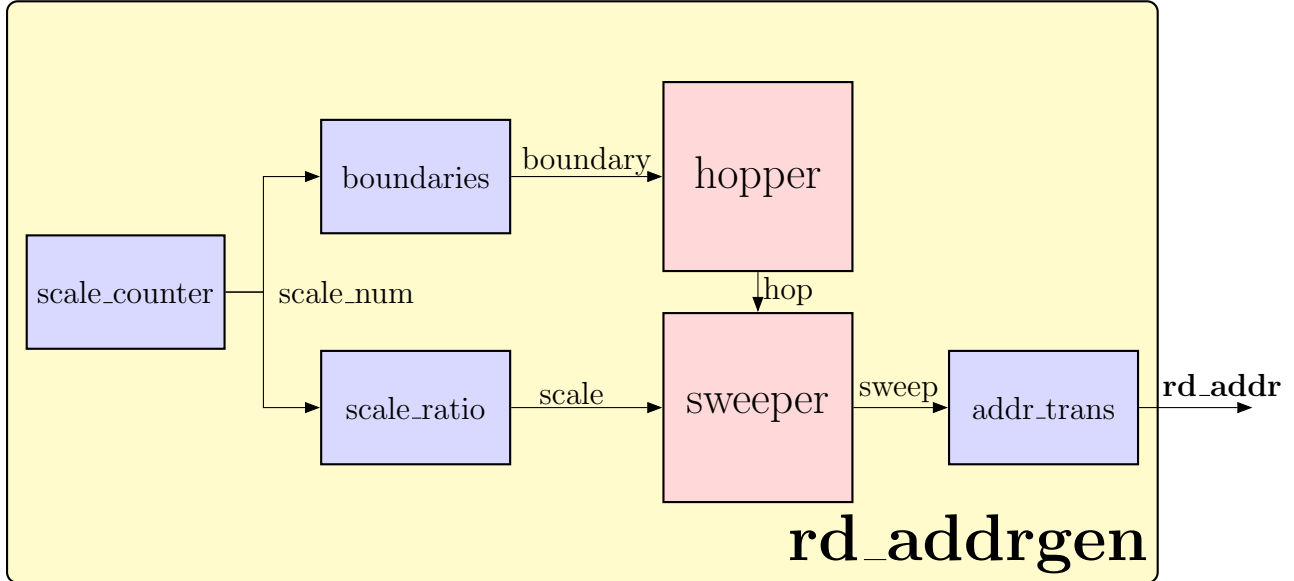 boundary
boundaries
hopper
scale_counter
scale_num
hop
scale
sweep
rd_addr
scale_ratio
sweeper
addr_trans
rd_addrgen